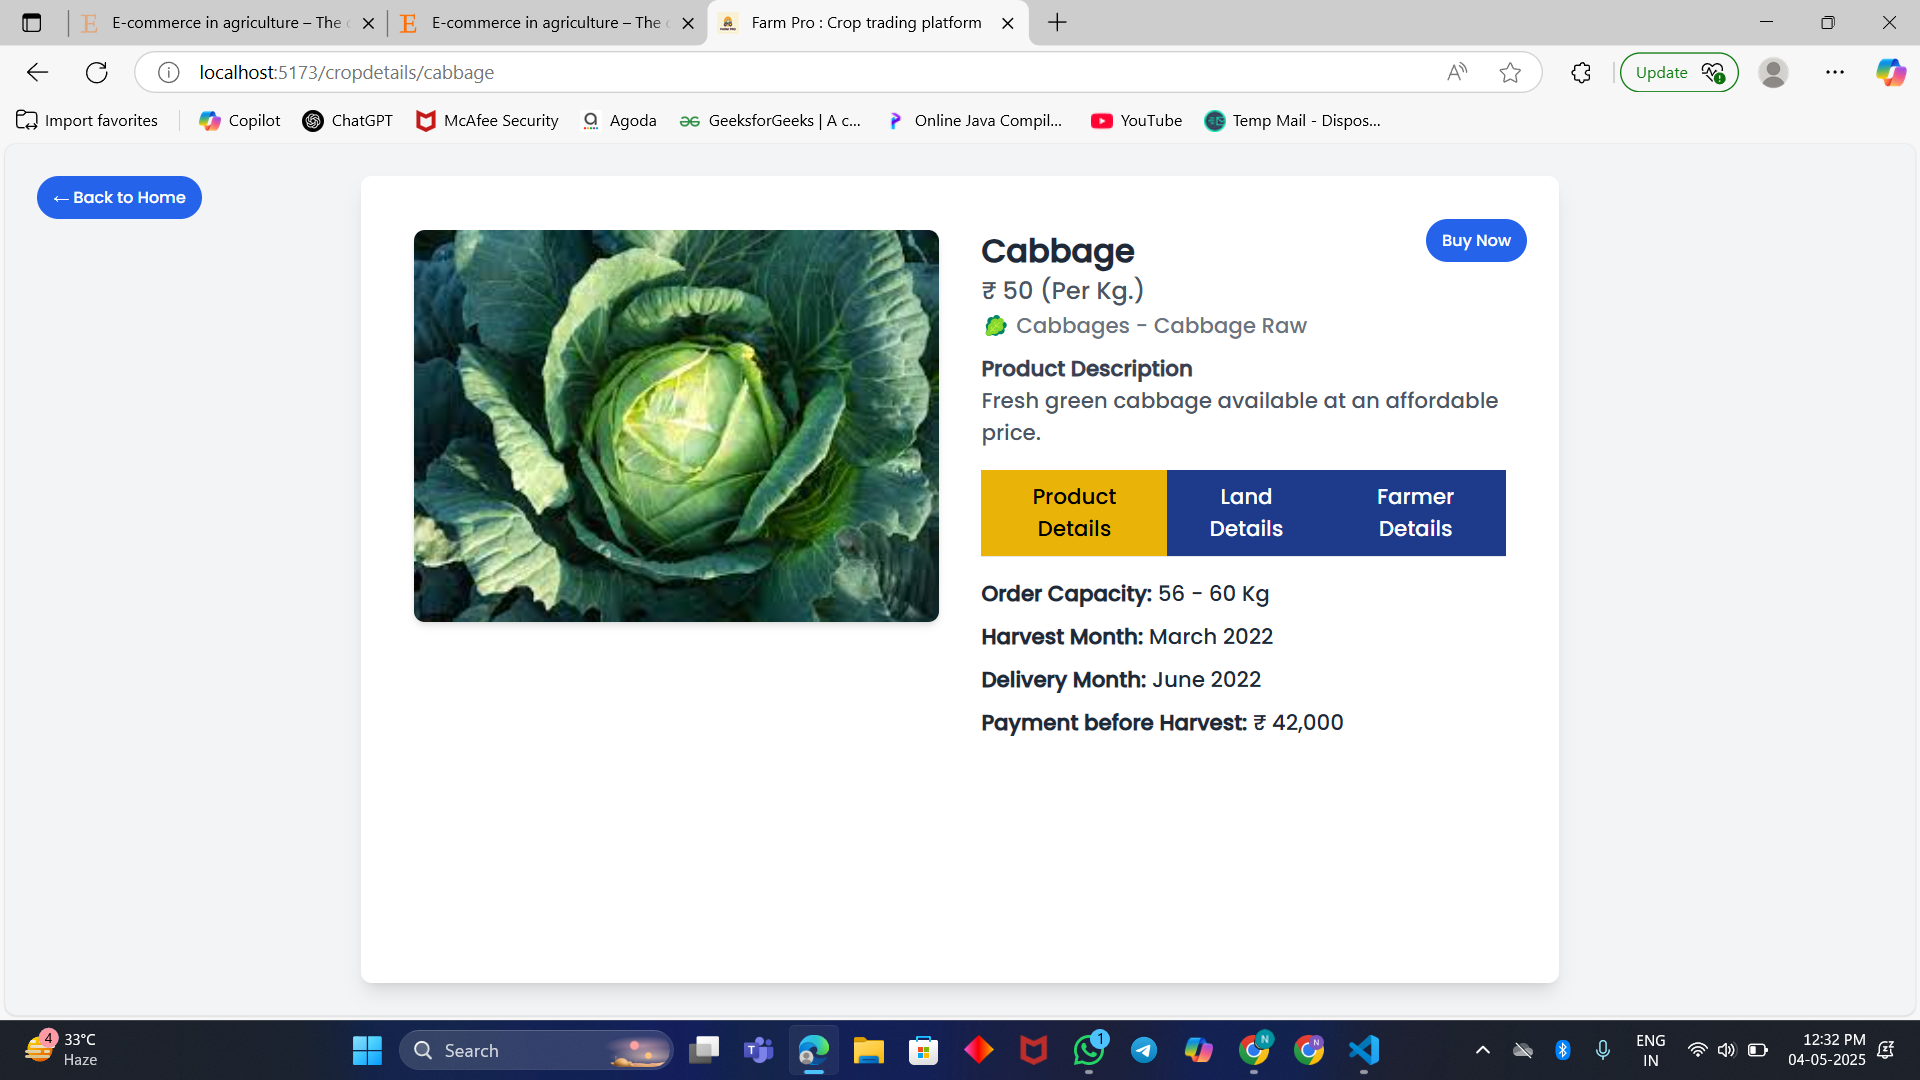 E-commerce in agriculture – The
E-commerce in agriculture – The
Farm Pro : Crop trading platform
localhost:5173/cropdetails/cabbage
Update
Import favorites
Copilot
ChatGPT
McAfee Security
Agoda
GeeksforGeeks | A c...
Online Java Compil...
YouTube
Temp Mail - Dispos...
← Back to Home
Buy Now
Cabbage
₹ 50 (Per Kg.)
Cabbages - Cabbage Raw
Product Description
Fresh green cabbage available at an affordable
price.
Product
Details
Land
Details
Farmer
Details
Order Capacity: 56 - 60 Kg
Harvest Month: March 2022
Delivery Month: June 2022
Payment before Harvest: ₹ 42,000
4
33°C
Haze
Search
1
N
N
ENG
IN
12:32 PM
04-05-2025